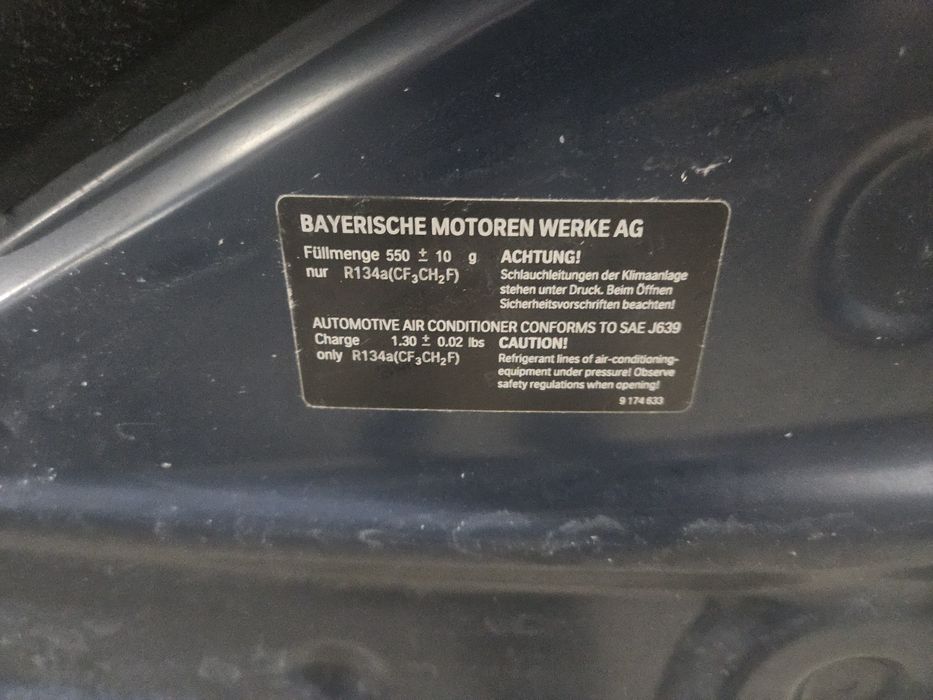 BAYERISCHE MOTOREN WERKE AG
Füllmenge 550 ± 10 g
nur R134a(CF₃CH₂F)
ACHTUNG!
Schlauchleitungen der Klimaanlage
stehen unter Druck. Beim Öffnen
Sicherheitsvorschriften beachten!
AUTOMOTIVE AIR CONDITIONER CONFORMS TO SAE J639
Charge 1.30 ± 0.02 lbs
only R134a(CF₃CH₂F)
CAUTION!
Refrigerant lines of air-conditioning-
equipment under pressure! Observe
safety regulations when opening!
9 174 633